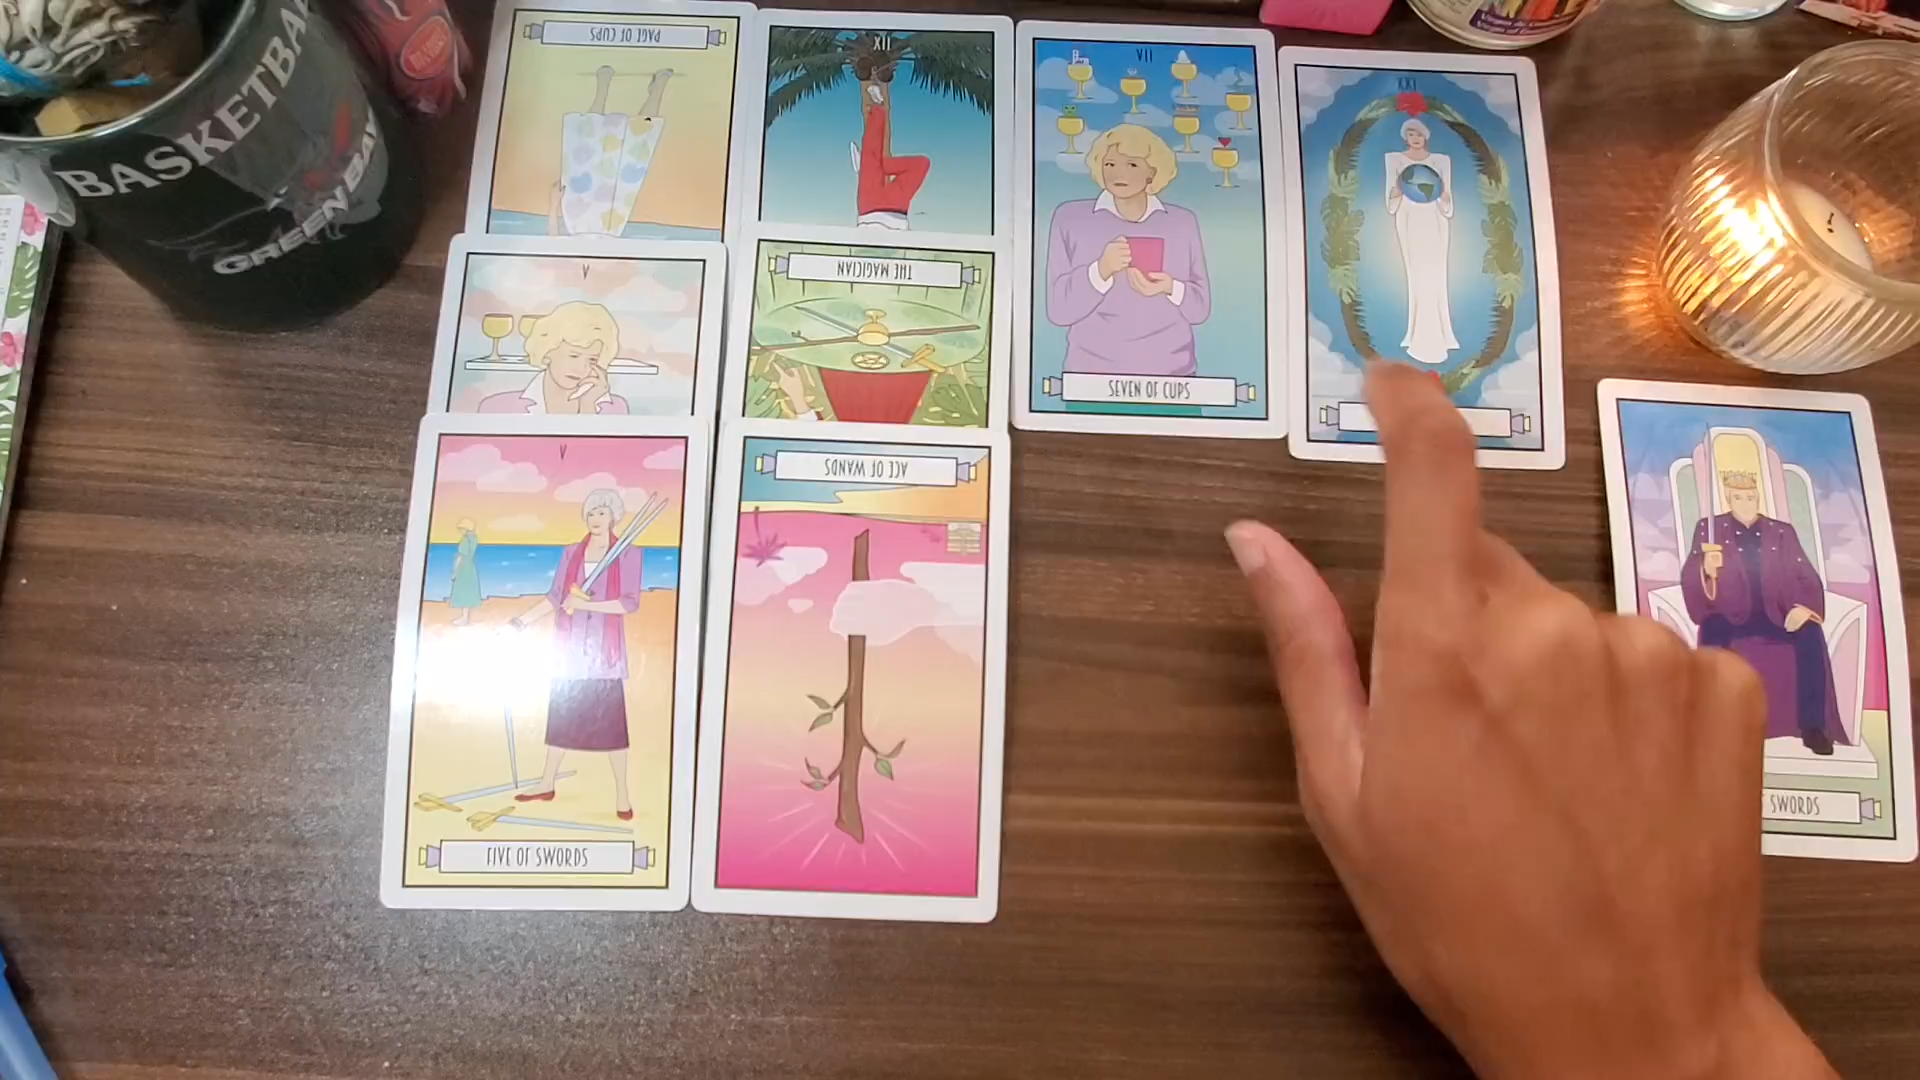 PAGE OF CUPS
XII
VII
XXI
BASKETBA
GREEN BA
V
THE MAGICIAN
SEVEN OF CUPS
V
ACE OF WANDS
FIVE OF SWORDS
SWORDS